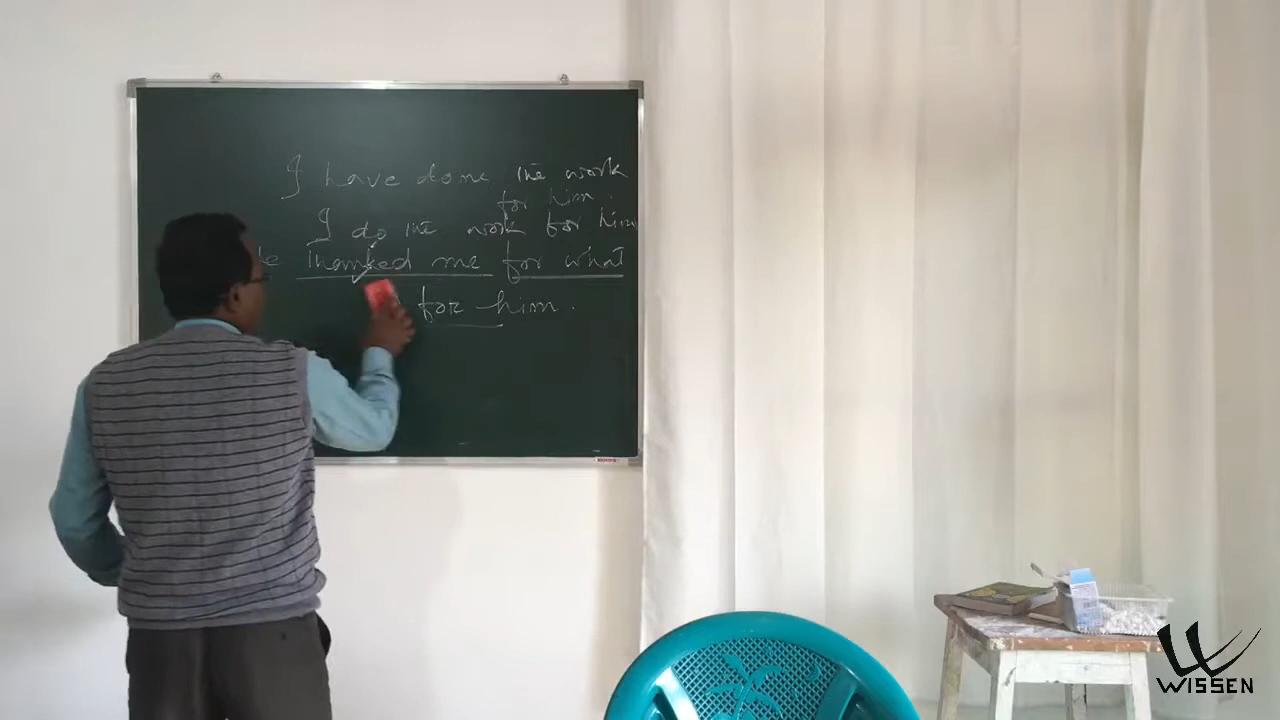 I have done the work
for him.
I do the work for him
thanked me for what
for him.
WISSEN